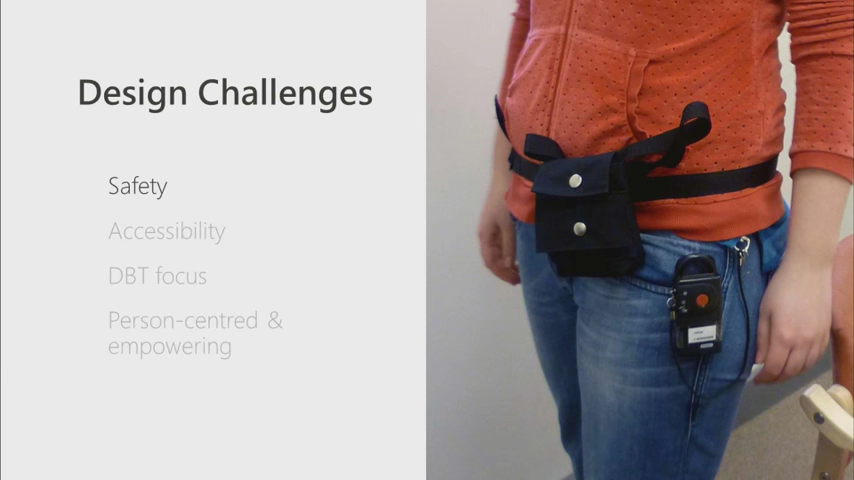 Design Challenges
Safety
Accessibility
DBT focus
Person-centred &
empowering